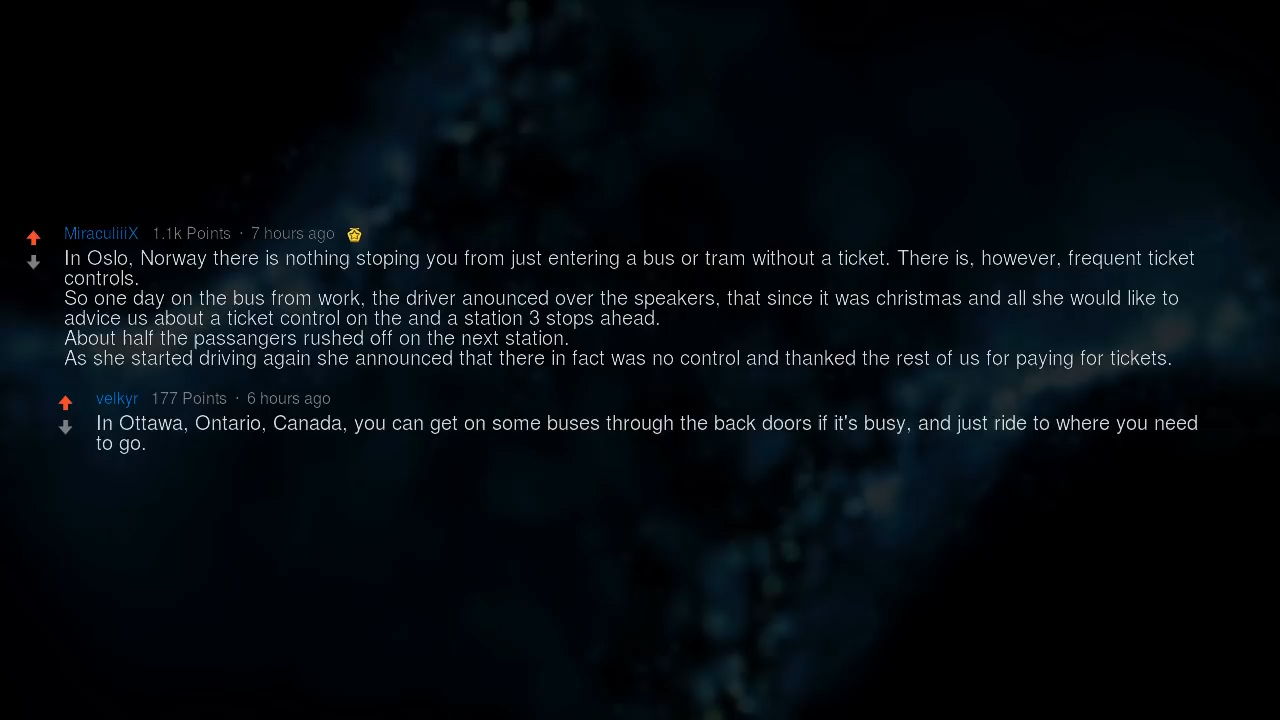 MiraculiiiX 1.1k Points · 7 hours ago
In Oslo, Norway there is nothing stoping you from just entering a bus or tram without a ticket. There is, however, frequent ticket
controls.
So one day on the bus from work, the driver anounced over the speakers, that since it was christmas and all she would like to
advice us about a ticket control on the and a station 3 stops ahead.
About half the passangers rushed off on the next station.
As she started driving again she announced that there in fact was no control and thanked the rest of us for paying for tickets.
velkyr 177 Points · 6 hours ago
In Ottawa, Ontario, Canada, you can get on some buses through the back doors if it's busy, and just ride to where you need
to go.